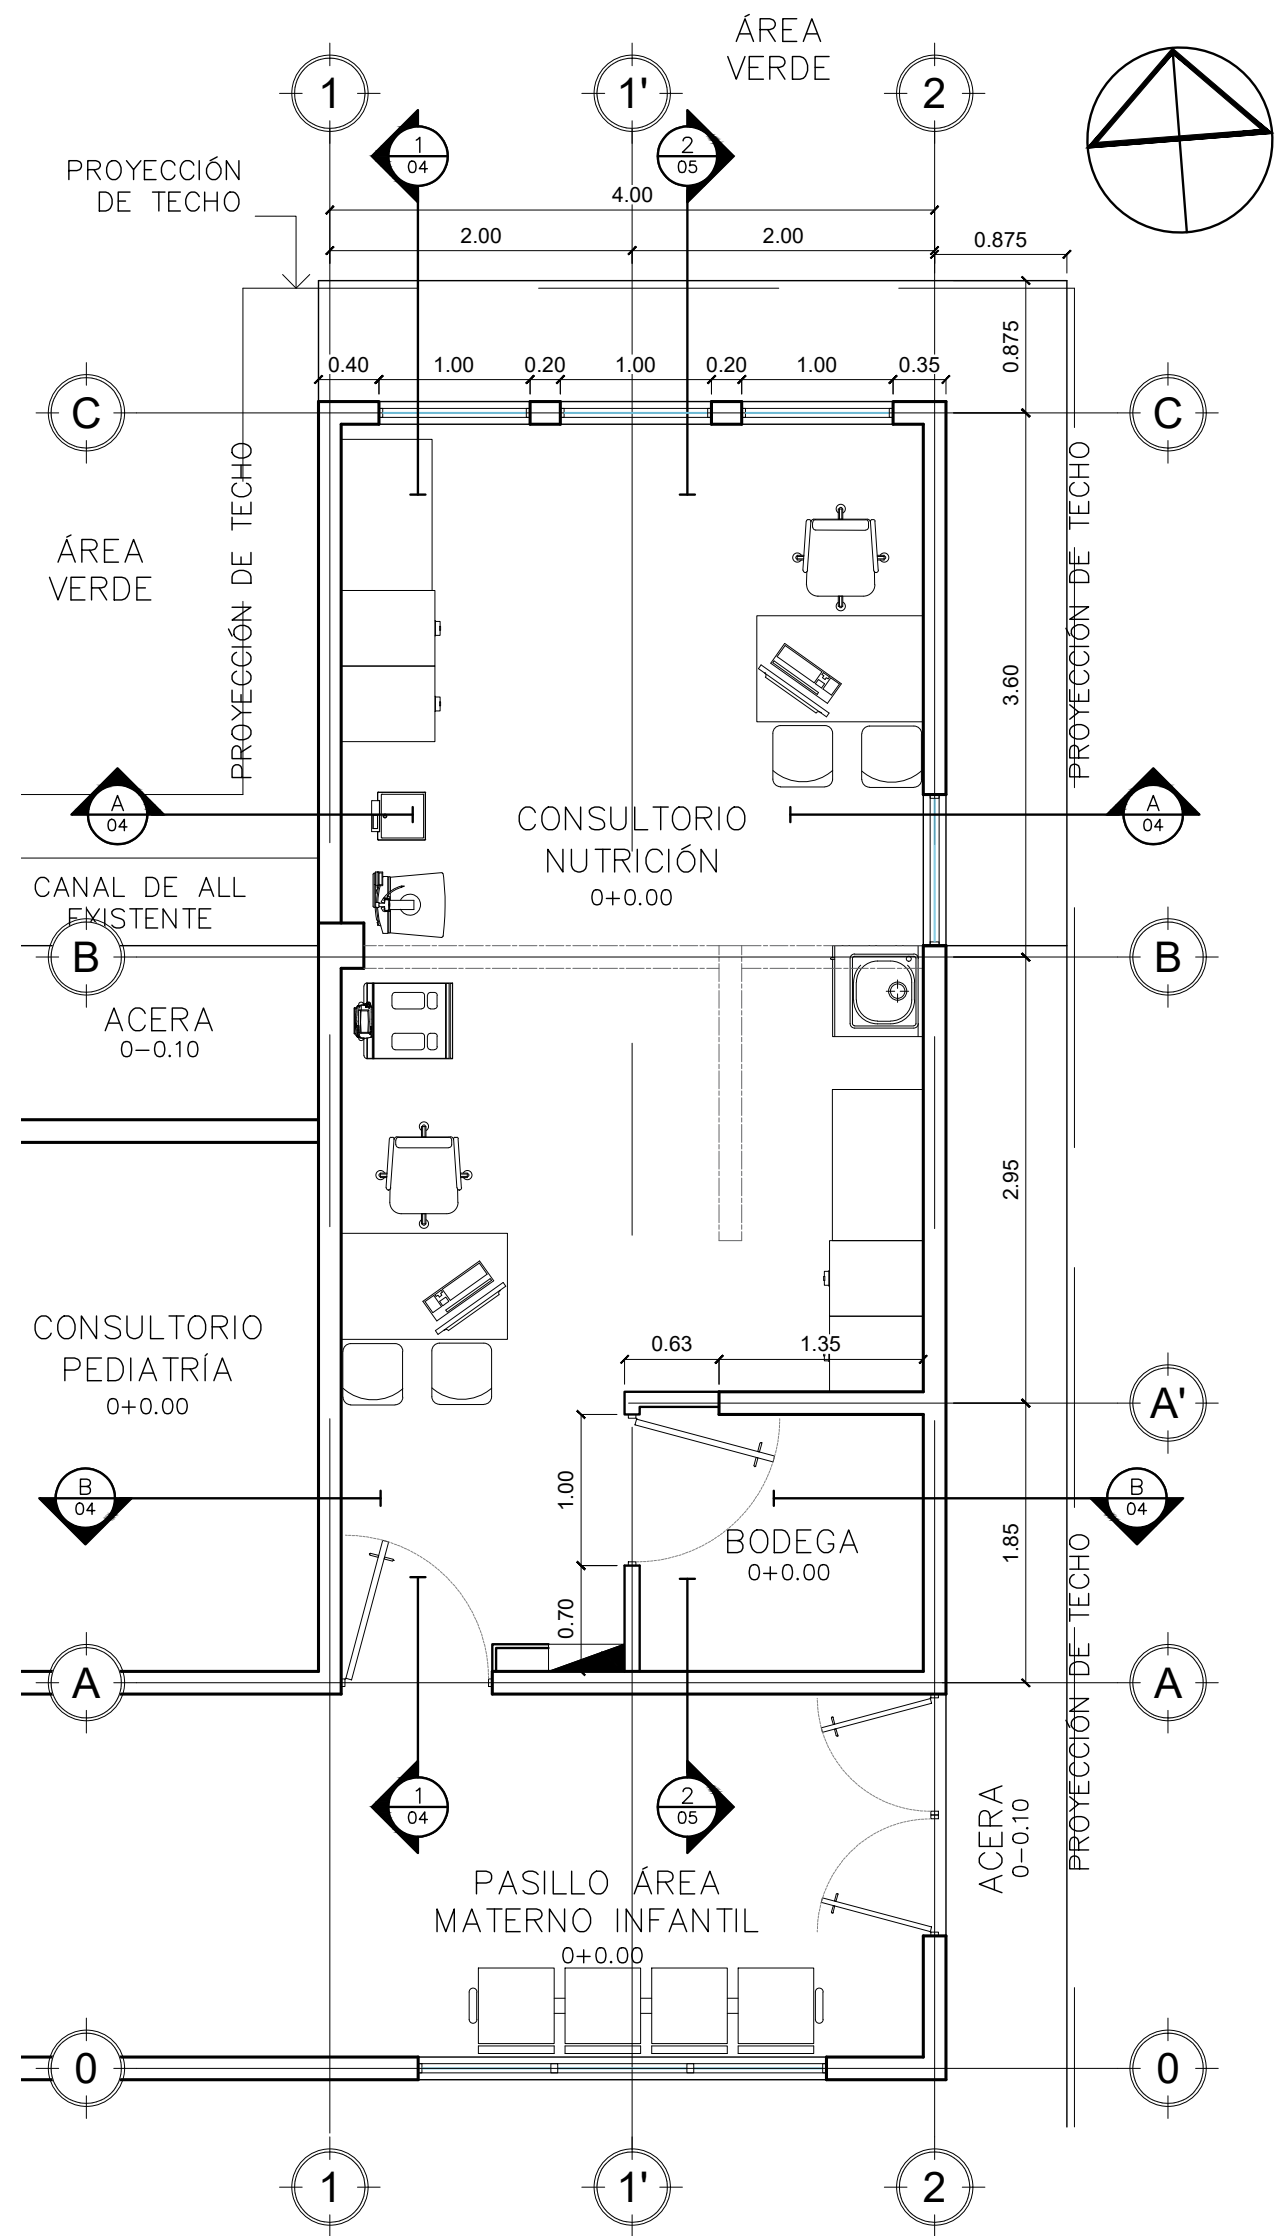 ÁREA
VERDE
1
1'
2
1
04
2
05
PROYECCIÓN
DE TECHO
4.00
2.00
2.00
0.875
0.875
0.40
1.00
0.20
1.00
0.20
1.00
0.35
C
C
PROYECCIÓN DE TECHO
PROYECCIÓN DE TECHO
ÁREA
VERDE
3.60
A
04
A
04
CONSULTORIO
NUTRICIÓN
0+0.00
CANAL DE ALL
EXISTENTE
B
B
ACERA
0-0.10
2.95
CONSULTORIO
PEDIATRÍA
0+0.00
0.63
1.35
A'
B
04
B
04
1.00
BODEGA
0+0.00
1.85
0.70
A
A
PROYECCIÓN DE TECHO
1
04
2
05
ACERA
0-0.10
PASILLO ÁREA
MATERNO INFANTIL
0+0.00
0
0
1
1'
2